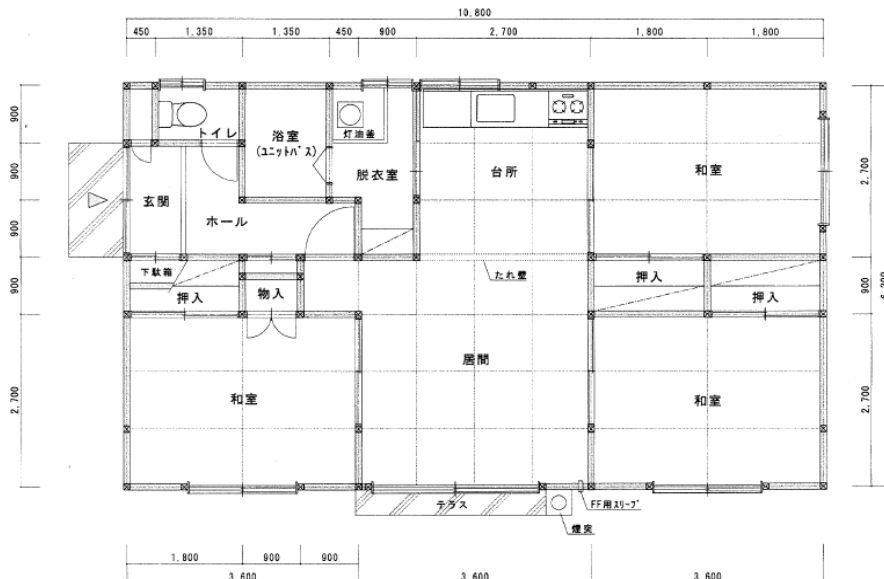 10.800
450 1,350 1,350 450 900 2,700 1,800 1,800
900
900
900
900
2,700
2,700
900
2,700
トイレ
浴室
(ユニットバス)
灯油釜
脱衣室
台所
和室
玄関
ホール
下駄箱
押入
物入
たれ壁
押入
押入
居間
和室
和室
テラス
FF用スリーブ
煙突
1,800 900 900
3,600 3,600 3,600